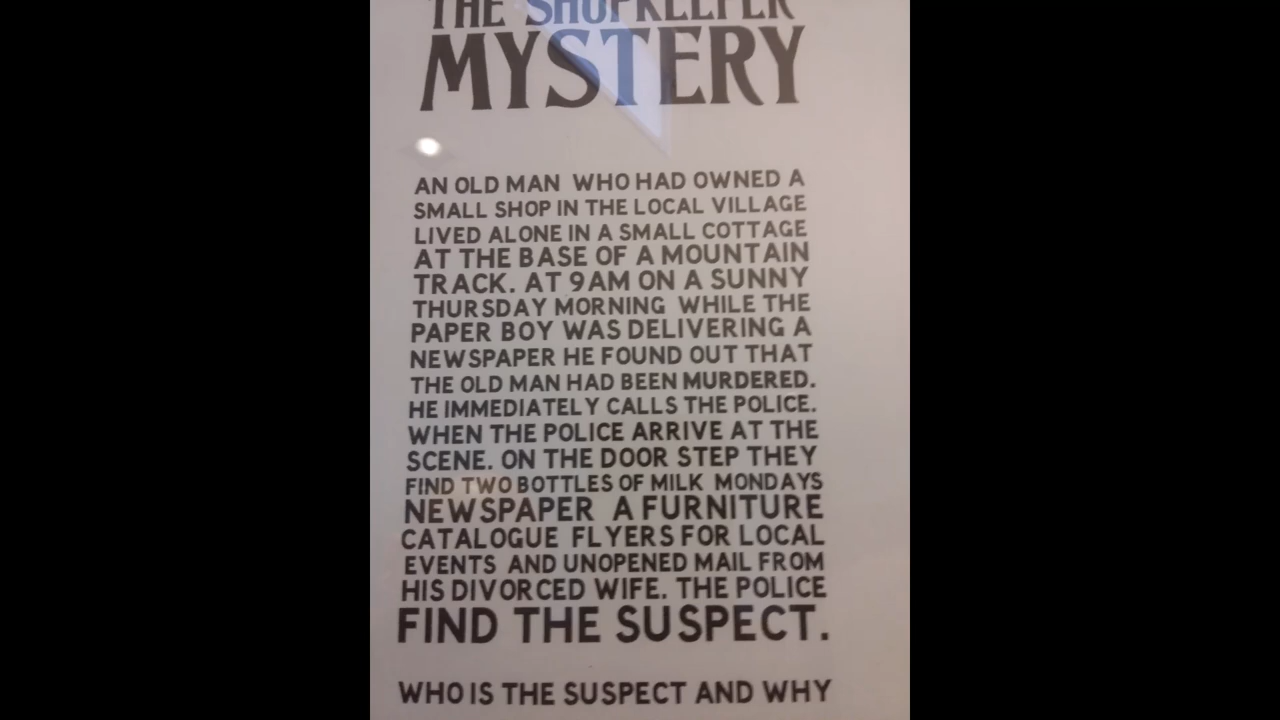 THE SHOPKEEPER
MYSTERY
AN OLD MAN WHO HAD OWNED A
SMALL SHOP IN THE LOCAL VILLAGE
LIVED ALONE IN A SMALL COTTAGE
AT THE BASE OF A MOUNTAIN
TRACK. AT 9AM ON A SUNNY
THURSDAY MORNING WHILE THE
PAPER BOY WAS DELIVERING A
NEWSPAPER HE FOUND OUT THAT
THE OLD MAN HAD BEEN MURDERED.
HE IMMEDIATELY CALLS THE POLICE.
WHEN THE POLICE ARRIVE AT THE
SCENE. ON THE DOOR STEP THEY
FIND TWO BOTTLES OF MILK MONDAYS
NEWSPAPER A FURNITURE
CATALOGUE FLYERS FOR LOCAL
EVENTS AND UNOPENED MAIL FROM
HIS DIVORCED WIFE. THE POLICE
FIND THE SUSPECT.
WHO IS THE SUSPECT AND WHY